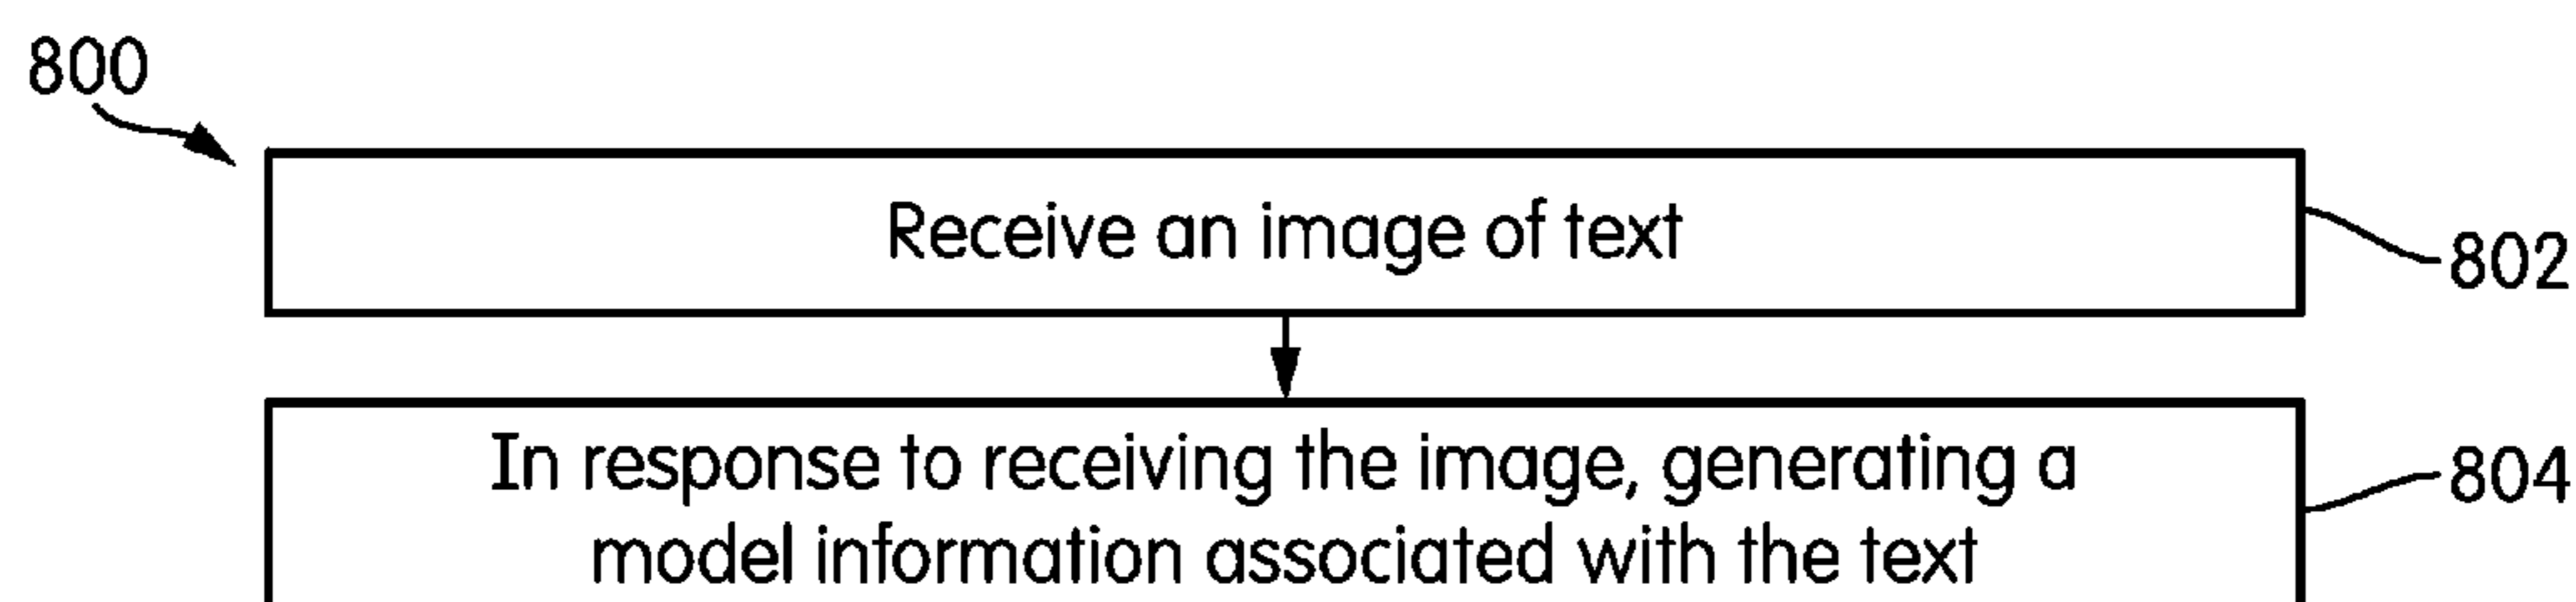 800
Receive an image of text
802
In response to receiving the image, generating a
804
model information associated with the text